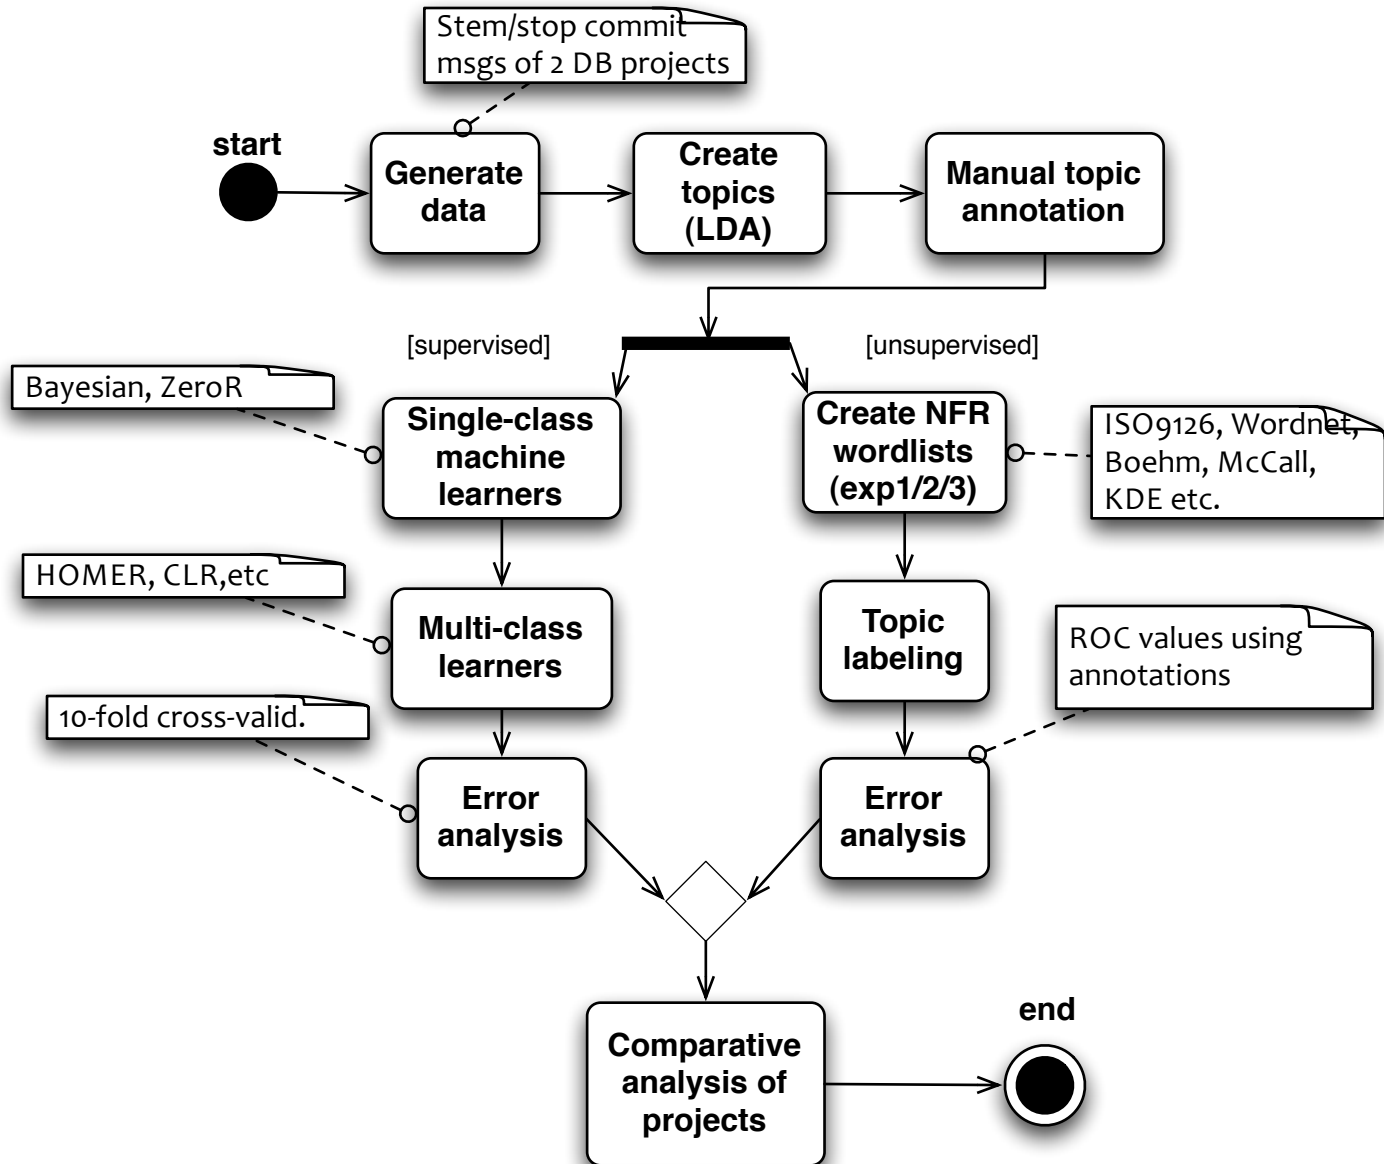 Stem/stop commit
msgs of 2 DB projects
start
Generate
data
Create
topics
(LDA)
Manual topic
annotation
[supervised]
[unsupervised]
Bayesian, ZeroR
Single-class
machine
learners
Create NFR
wordlists
(exp1/2/3)
ISO9126, Wordnet,
Boehm, McCall,
KDE etc.
HOMER, CLR,etc
Multi-class
learners
Topic
labeling
ROC values using
annotations
10-fold cross-valid.
Error
analysis
Error
analysis
Comparative
analysis of
projects
end